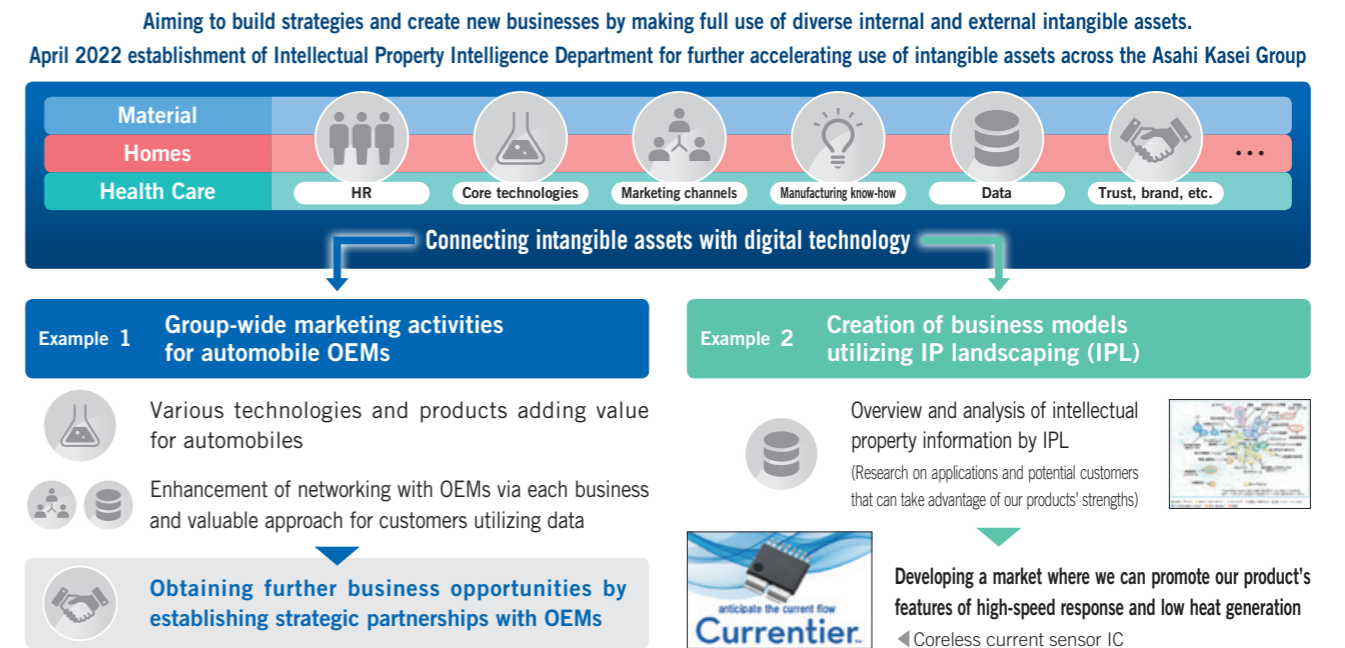 Aiming to build strategies and create new businesses by making full use of diverse internal and external intangible assets.
April 2022 establishment of Intellectual Property Intelligence Department for further accelerating use of intangible assets across the Asahi Kasei Group
Material
Homes
Health Care
...
HR
Core technologies
Marketing channels
Manufacturing know-how
Data
Trust, brand, etc.
Connecting intangible assets with digital technology
Example 1
Group-wide marketing activities
for automobile OEMs
Various technologies and products adding value
for automobiles
Enhancement of networking with OEMs via each business
and valuable approach for customers utilizing data
Obtaining further business opportunities by
establishing strategic partnerships with OEMs
Example 2
Creation of business models
utilizing IP landscaping (IPL)
Overview and analysis of intellectual
property information by IPL
(Research on applications and potential customers
that can take advantage of our products' strengths)
Developing a market where we can promote our product's
features of high-speed response and low heat generation
anticipate the current flow
Currentier™
◀Coreless current sensor IC